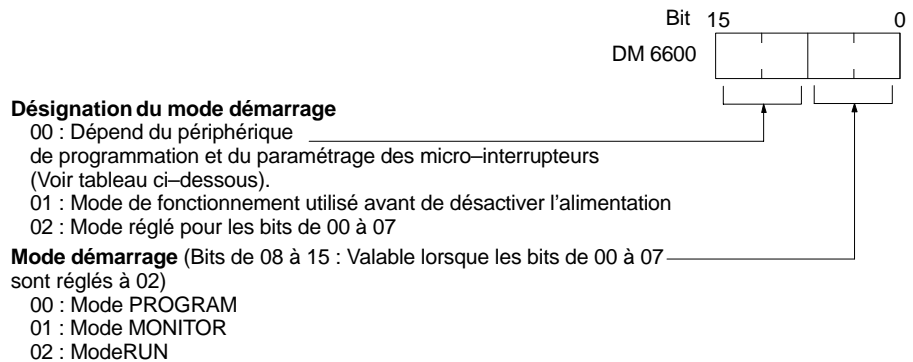 Bit 15 0
DM 6600
Désignation du mode démarrage
00 : Dépend du périphérique
de programmation et du paramétrage des micro–interrupteurs
(Voir tableau ci–dessous).
01 : Mode de fonctionnement utilisé avant de désactiver l'alimentation
02 : Mode réglé pour les bits de 00 à 07
Mode démarrage (Bits de 08 à 15 : Valable lorsque les bits de 00 à 07
sont réglés à 02)
00 : Mode PROGRAM
01 : Mode MONITOR
02 : ModeRUN